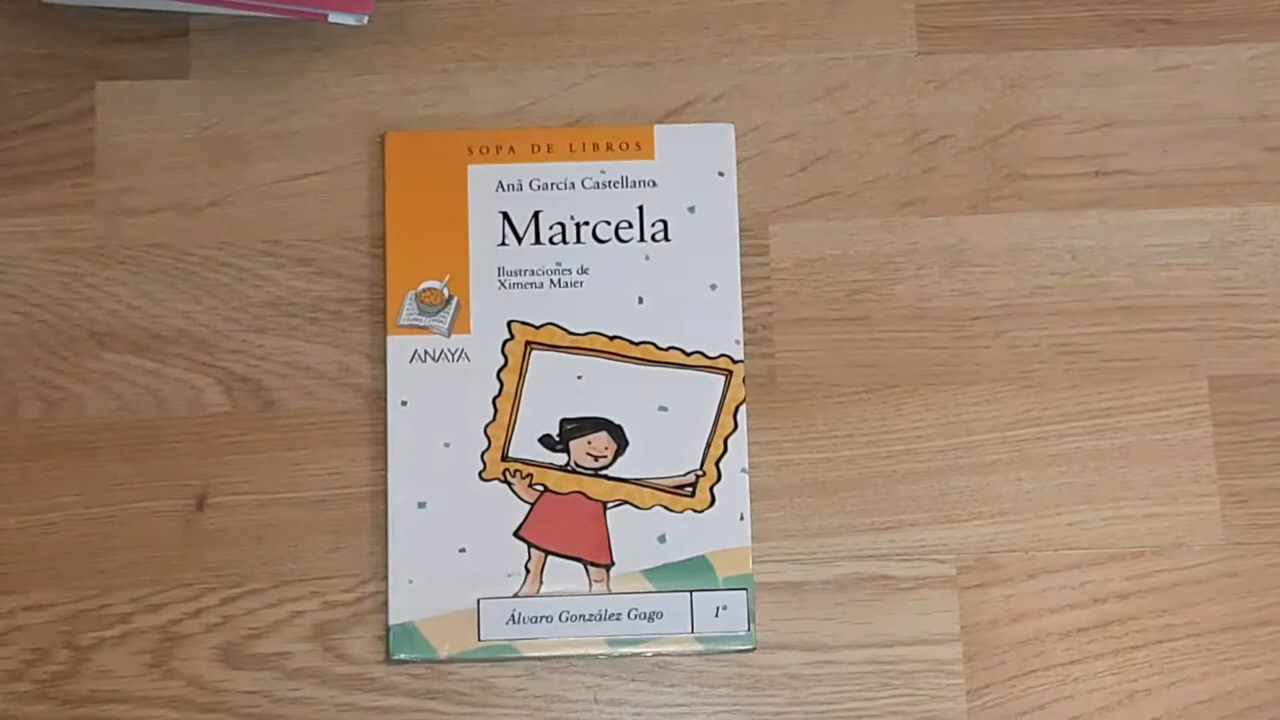 SOPA DE LIBROS
Ana García Castellano
Marcela
Ilustraciones de
Ximena Maier
ANAYA
Álvaro González Gago 1º